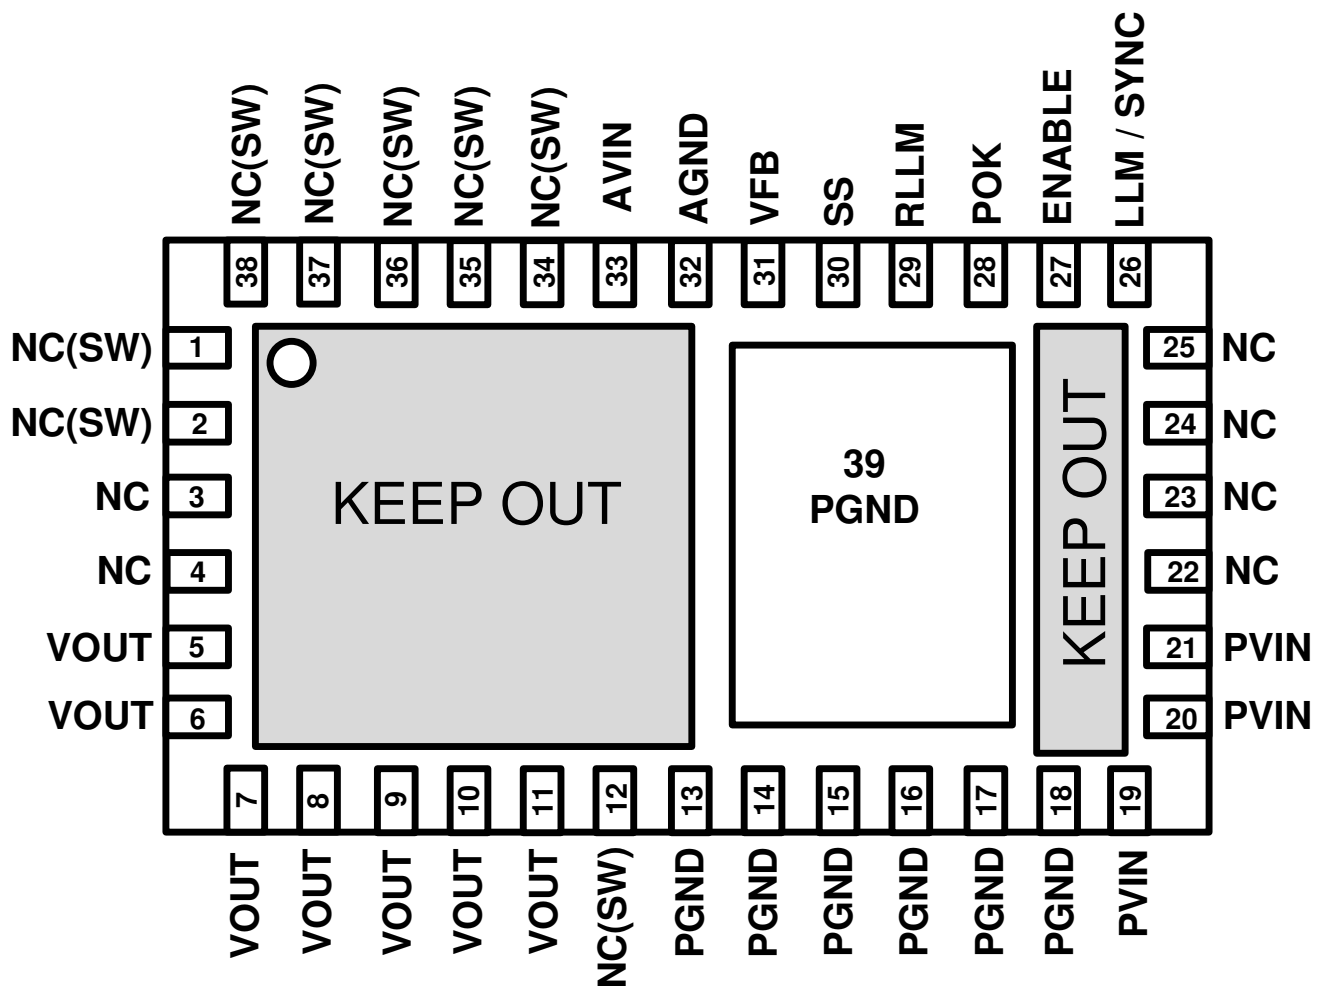 NC(SW)
NC(SW)
NC(SW)
NC(SW)
NC(SW)
AVIN
AGND
VFB
SS
RLLM
POK
ENABLE
LLM / SYNC
38
37
36
35
34
33
32
31
30
29
28
27
26
NC(SW)
1
NC(SW)
2
NC
3
NC
4
VOUT
5
VOUT
6
KEEP OUT
39
PGND
KEEP OUT
25
NC
24
NC
23
NC
22
NC
21
PVIN
20
PVIN
7
8
9
10
11
12
13
14
15
16
17
18
19
VOUT
VOUT
VOUT
VOUT
VOUT
NC(SW)
PGND
PGND
PGND
PGND
PGND
PGND
PVIN